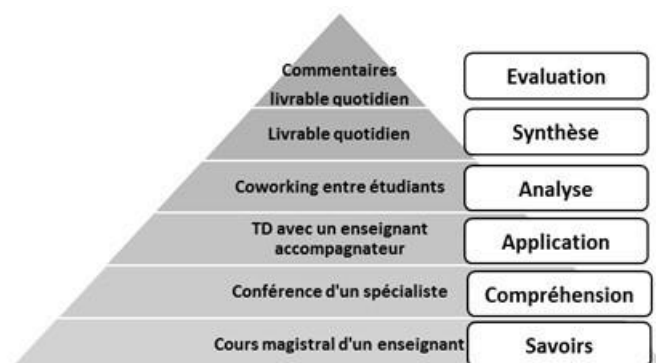 Commentaires
livrable quotidien
Evaluation
Livrable quotidien
Synthèse
Coworking entre étudiants
Analyse
TD avec un enseignant
accompagnateur
Application
Conférence d'un spécialiste
Compréhension
Cours magistral d'un enseignant
Savoirs